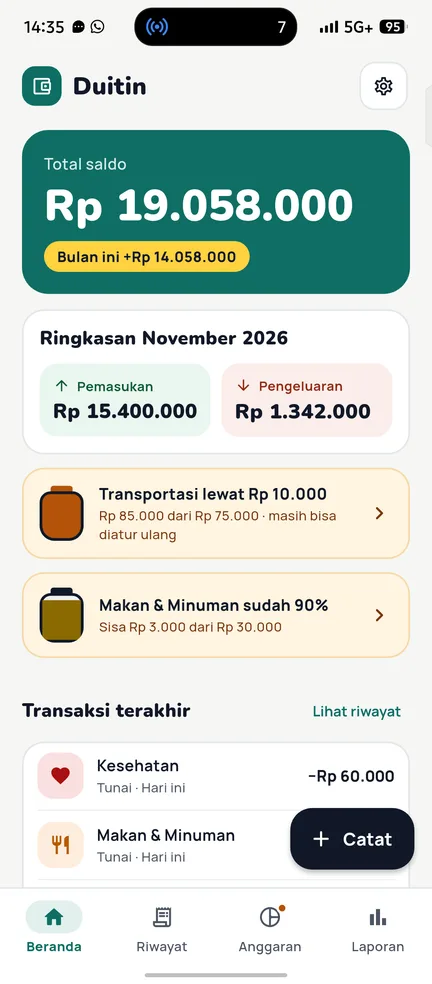 14:35
7
5G+
95
Duitin
Total saldo
Rp 19.058.000
Bulan ini +Rp 14.058.000
Ringkasan November 2026
Pemasukan
Rp 15.400.000
Pengeluaran
Rp 1.342.000
Transportasi lewat Rp 10.000
Rp 85.000 dari Rp 75.000 · masih bisa
diatur ulang
Makan & Minuman sudah 90%
Sisa Rp 3.000 dari Rp 30.000
Transaksi terakhir
Lihat riwayat
Kesehatan
Tunai · Hari ini
−Rp 60.000
Makan & Minuman
Tunai · Hari ini
+ Catat
Beranda
Riwayat
Anggaran
Laporan